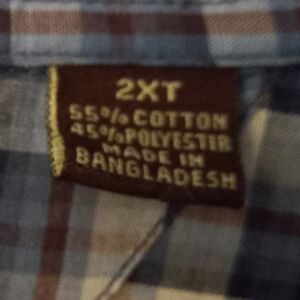 2XT
55% COTTON
45% POLYESTER
MADE IN
BANGLADESH